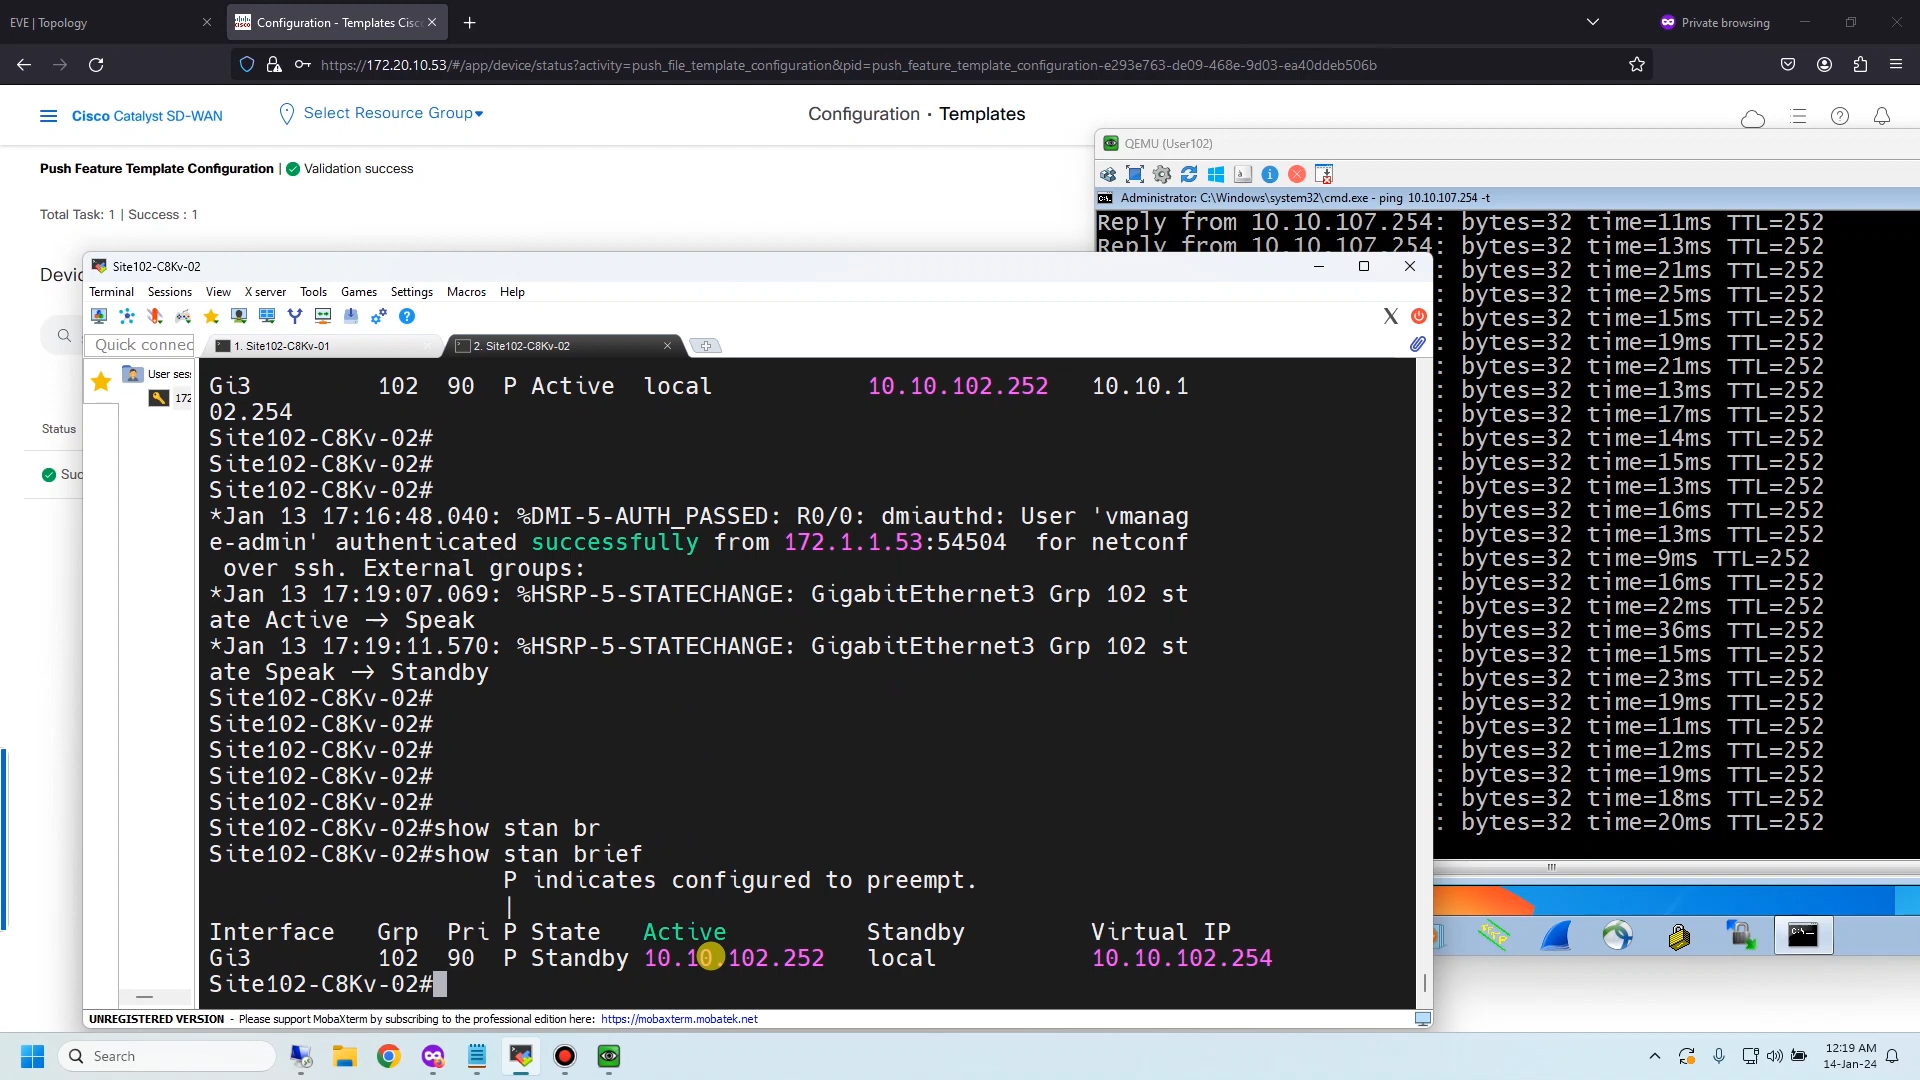 EVE | Topology
Configuration - Templates Cisc
Private browsing
https://172.20.10.53/#/app/device/status?activity=push_file_template_configuration&pid=push_feature_template_configuration-e293e763-de09-468e-9d03-ea40ddeb506b
Cisco Catalyst SD-WAN
Select Resource Group
Configuration · Templates
Push Feature Template Configuration | Validation success
Total Task: 1 | Success : 1
Devic
Status
Suc
QEMU (User102)
Administrator: C:\Windows\system32\cmd.exe - ping 10.10.107.254 -t
Reply from 10.10.107.254: bytes=32 time=11ms TTL=252
Reply from 10.10.107.254: bytes=32 time=13ms TTL=252
: bytes=32 time=21ms TTL=252
: bytes=32 time=25ms TTL=252
: bytes=32 time=15ms TTL=252
: bytes=32 time=19ms TTL=252
: bytes=32 time=21ms TTL=252
: bytes=32 time=13ms TTL=252
: bytes=32 time=17ms TTL=252
: bytes=32 time=14ms TTL=252
: bytes=32 time=15ms TTL=252
: bytes=32 time=13ms TTL=252
: bytes=32 time=16ms TTL=252
: bytes=32 time=13ms TTL=252
: bytes=32 time=9ms TTL=252
: bytes=32 time=16ms TTL=252
: bytes=32 time=22ms TTL=252
: bytes=32 time=36ms TTL=252
: bytes=32 time=15ms TTL=252
: bytes=32 time=23ms TTL=252
: bytes=32 time=19ms TTL=252
: bytes=32 time=11ms TTL=252
: bytes=32 time=12ms TTL=252
: bytes=32 time=19ms TTL=252
: bytes=32 time=18ms TTL=252
: bytes=32 time=20ms TTL=252
Site102-C8Kv-02
Terminal Sessions View X server Tools Games Settings Macros Help
Quick connec
1. Site102-C8Kv-01
2. Site102-C8Kv-02
User ses
172
Gi3 102 90 P Active local 10.10.102.252 10.10.1
02.254
Site102-C8Kv-02#
Site102-C8Kv-02#
Site102-C8Kv-02#
*Jan 13 17:16:48.040: %DMI-5-AUTH_PASSED: R0/0: dmiauthd: User 'vmanag
e-admin' authenticated successfully from 172.1.1.53:54504 for netconf
over ssh. External groups:
*Jan 13 17:19:07.069: %HSRP-5-STATECHANGE: GigabitEthernet3 Grp 102 st
ate Active -> Speak
*Jan 13 17:19:11.570: %HSRP-5-STATECHANGE: GigabitEthernet3 Grp 102 st
ate Speak -> Standby
Site102-C8Kv-02#
Site102-C8Kv-02#
Site102-C8Kv-02#
Site102-C8Kv-02#
Site102-C8Kv-02#
Site102-C8Kv-02#show stan br
Site102-C8Kv-02#show stan brief
P indicates configured to preempt.
|
Interface Grp Pri P State Active Standby Virtual IP
Gi3 102 90 P Standby 10.10.102.252 local 10.10.102.254
Site102-C8Kv-02#
UNREGISTERED VERSION - Please support MobaXterm by subscribing to the professional edition here: https://mobaxterm.mobatek.net
Search
12:19 AM
14-Jan-24